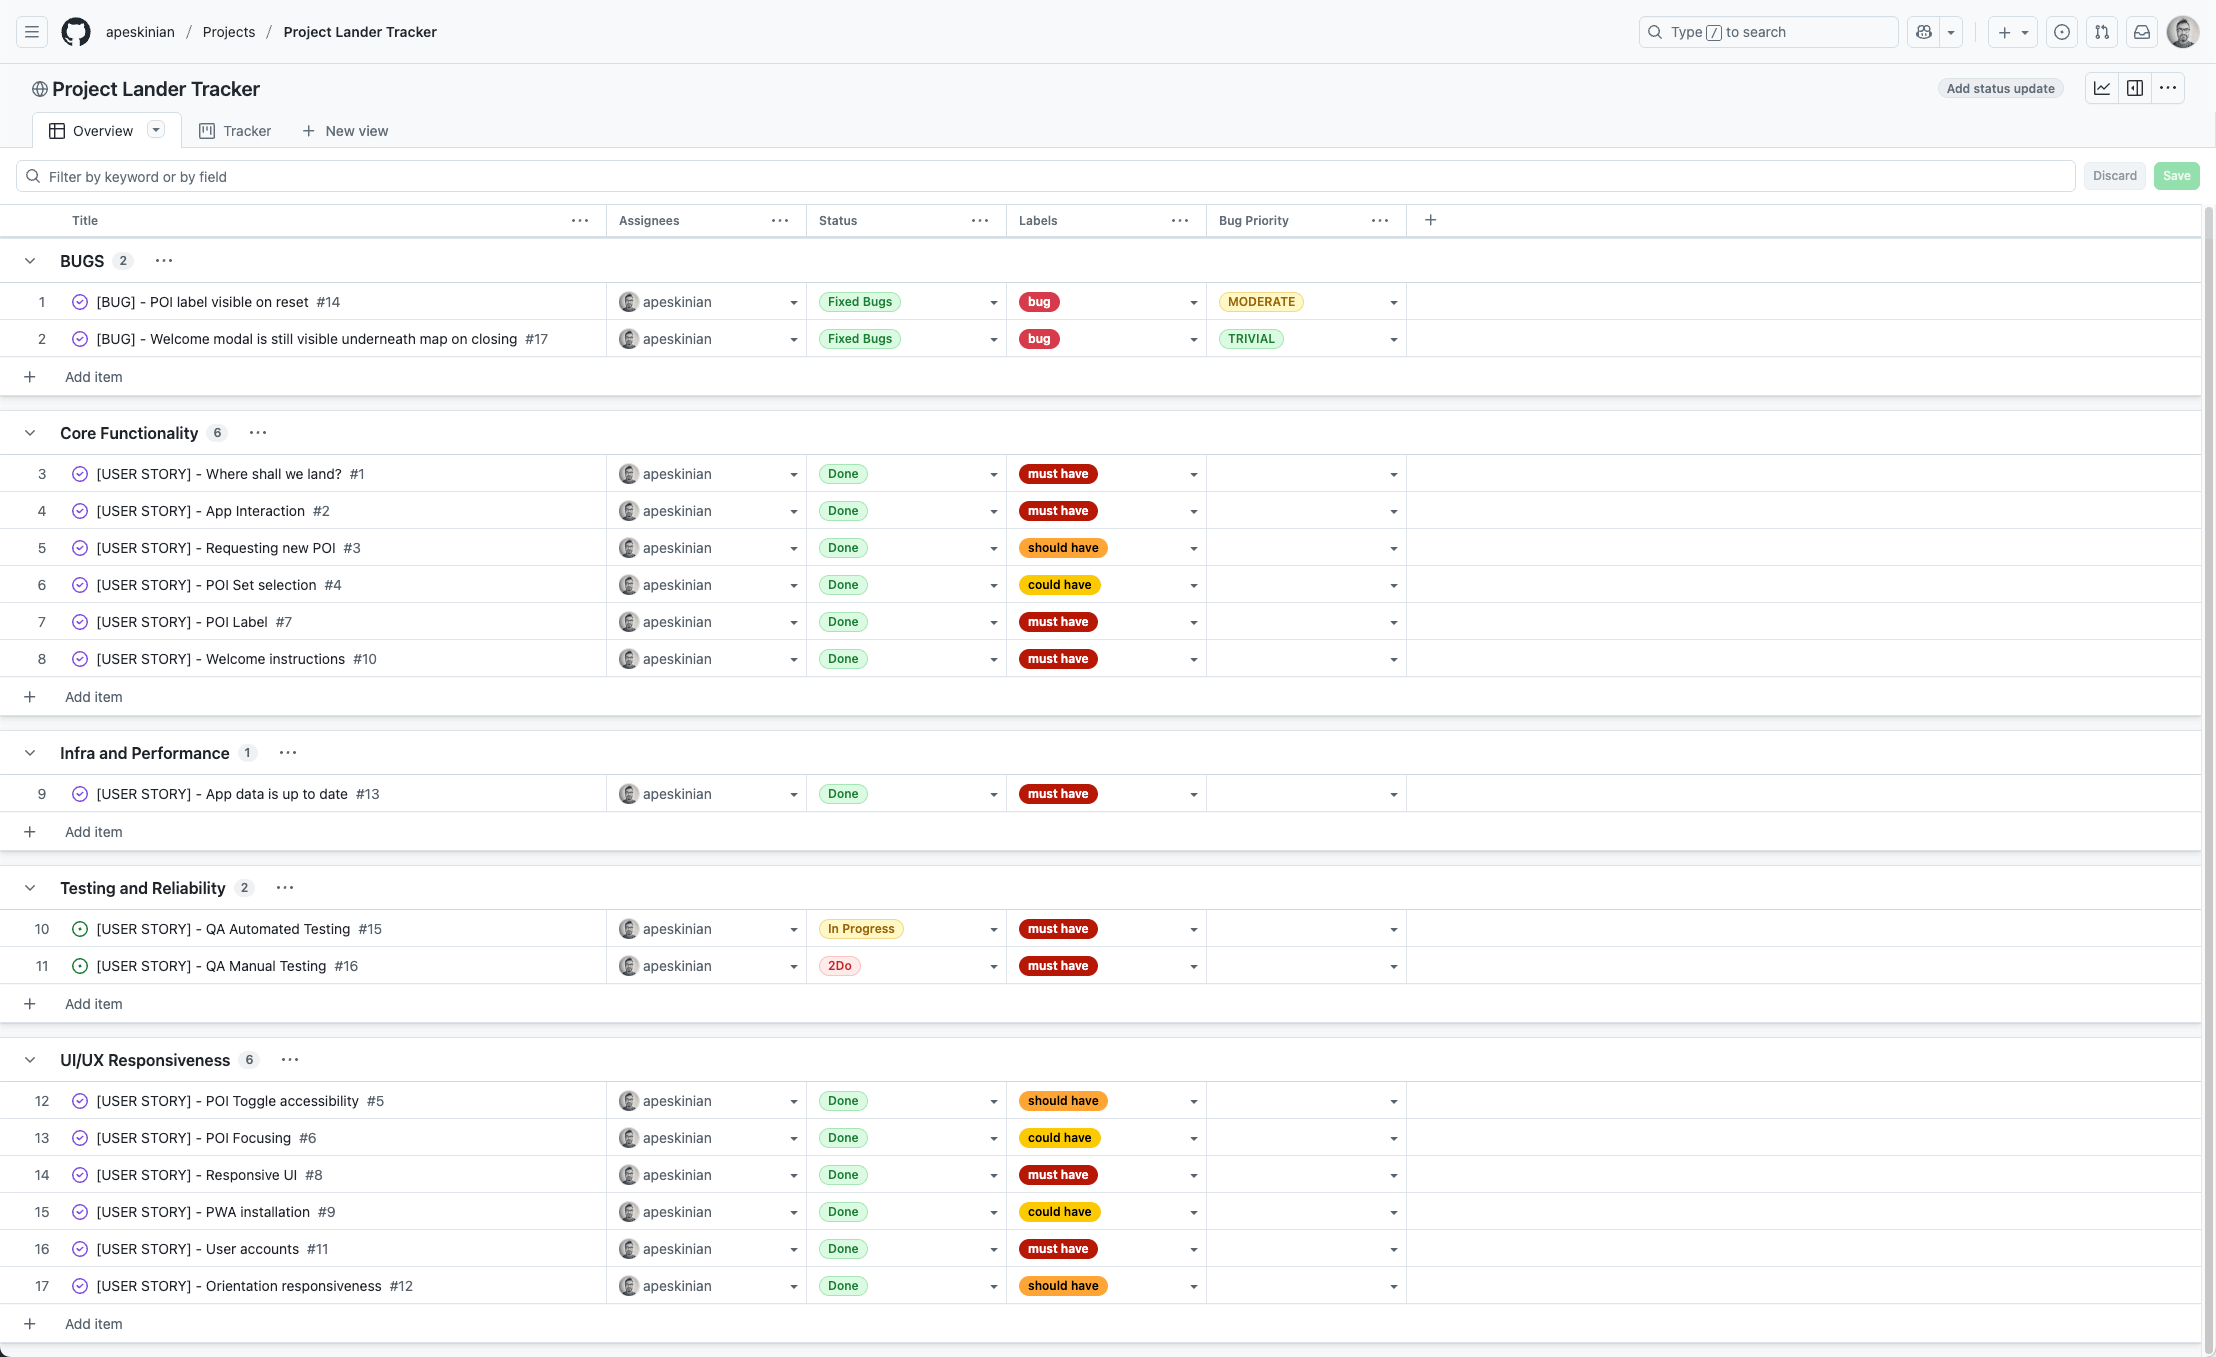 apeskinian / Projects / Project Lander Tracker Type / to search
Project Lander Tracker Add status update
Overview Tracker New view
Filter by keyword or by field Discard Save
Title Assignees Status Labels Bug Priority
BUGS 2
1 [BUG] - POI label visible on reset #14 apeskinian Fixed Bugs bug MODERATE
2 [BUG] - Welcome modal is still visible underneath map on closing #17 apeskinian Fixed Bugs bug TRIVIAL
Add item
Core Functionality 6
3 [USER STORY] - Where shall we land? #1 apeskinian Done must have
4 [USER STORY] - App Interaction #2 apeskinian Done must have
5 [USER STORY] - Requesting new POI #3 apeskinian Done should have
6 [USER STORY] - POI Set selection #4 apeskinian Done could have
7 [USER STORY] - POI Label #7 apeskinian Done must have
8 [USER STORY] - Welcome instructions #10 apeskinian Done must have
Add item
Infra and Performance 1
9 [USER STORY] - App data is up to date #13 apeskinian Done must have
Add item
Testing and Reliability 2
10 [USER STORY] - QA Automated Testing #15 apeskinian In Progress must have
11 [USER STORY] - QA Manual Testing #16 apeskinian 2Do must have
Add item
UI/UX Responsiveness 6
12 [USER STORY] - POI Toggle accessibility #5 apeskinian Done should have
13 [USER STORY] - POI Focusing #6 apeskinian Done could have
14 [USER STORY] - Responsive UI #8 apeskinian Done must have
15 [USER STORY] - PWA installation #9 apeskinian Done could have
16 [USER STORY] - User accounts #11 apeskinian Done must have
17 [USER STORY] - Orientation responsiveness #12 apeskinian Done should have
Add item